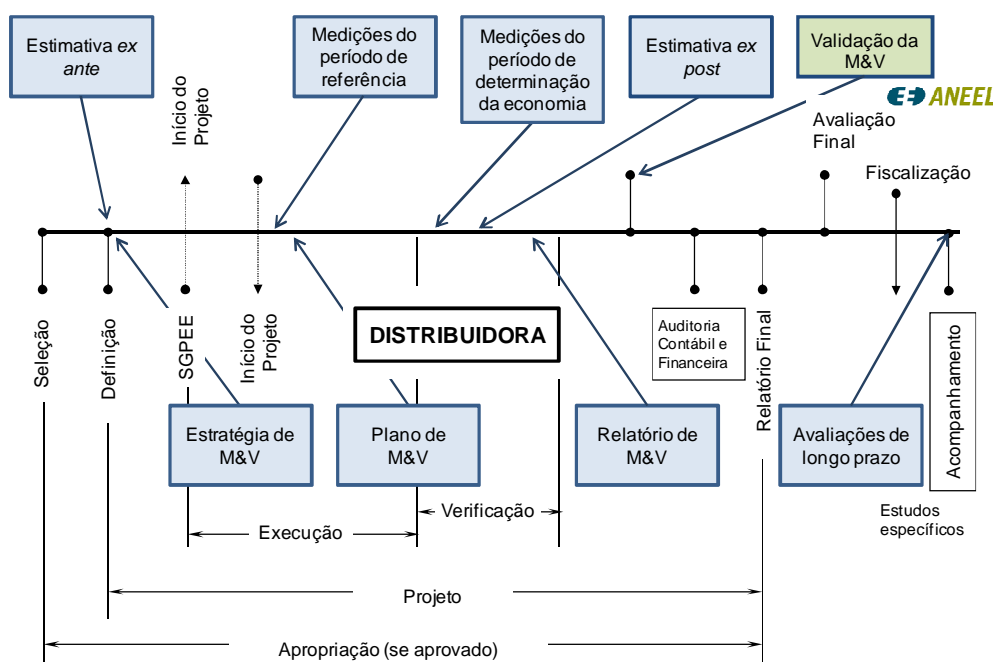 Estimativa ex
ante
Início do
Projeto
Medições do
período de
referência
Medições do
período de
determinação
da economia
Estimativa ex
post
Validação da
M&V
ANEEL
Avaliação
Final
Fiscalização
Seleção
Definição
SGPEE
Início do
Projeto
DISTRIBUIDORA
Auditoria
Contábil e
Financeira
Relatório Final
Acompanhamento
Estratégia de
M&V
Plano de
M&V
Relatório de
M&V
Avaliações de
longo prazo
Estudos
específicos
Verificação
Execução
Projeto
Apropriação (se aprovado)